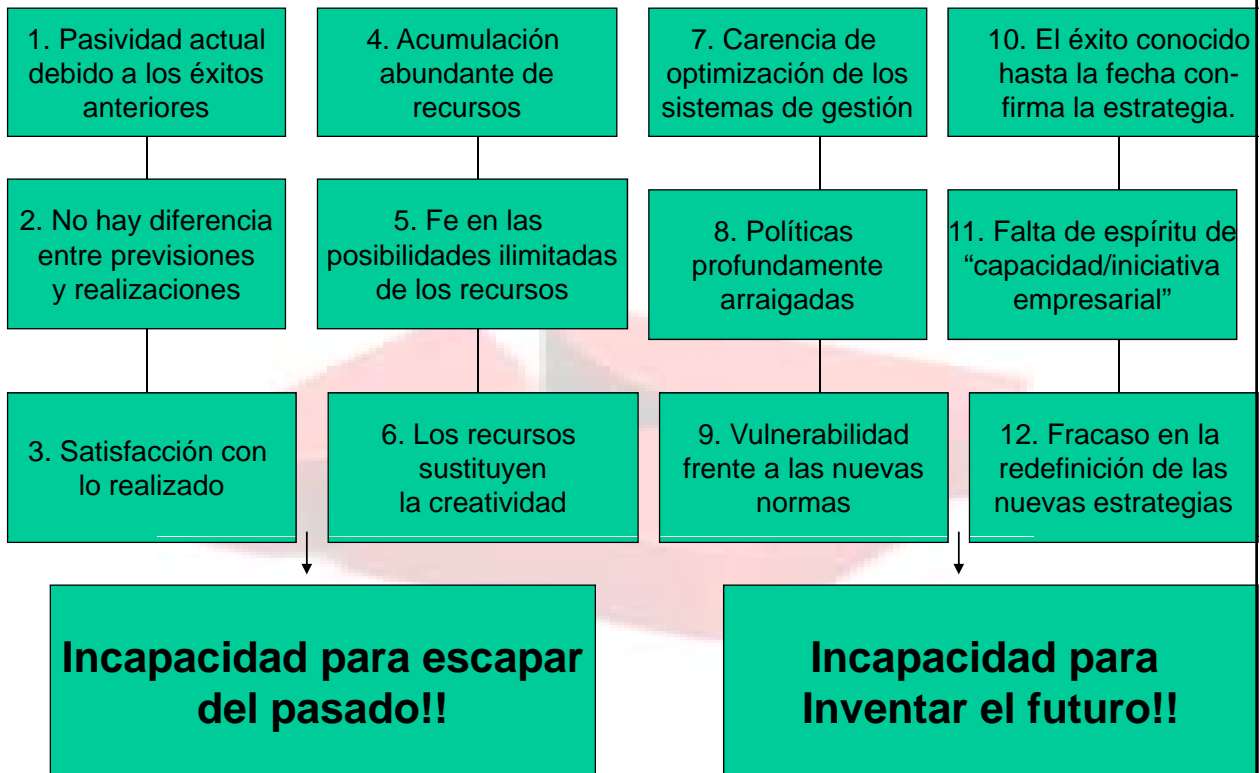 1. Pasividad actual
debido a los éxitos
anteriores
2. No hay diferencia
entre previsiones
y realizaciones
3. Satisfacción con
lo realizado
4. Acumulación
abundante de
recursos
5. Fe en las
posibilidades ilimitadas
de los recursos
6. Los recursos
sustituyen
la creatividad
7. Carencia de
optimización de los
sistemas de gestión
8. Políticas
profundamente
arraigadas
9. Vulnerabilidad
frente a las nuevas
normas
10. El éxito conocido
hasta la fecha con-
firma la estrategia.
11. Falta de espíritu de
“capacidad/iniciativa
empresarial”
12. Fracaso en la
redefinición de las
nuevas estrategias
Incapacidad para escapar
del pasado!!
Incapacidad para
Inventar el futuro!!